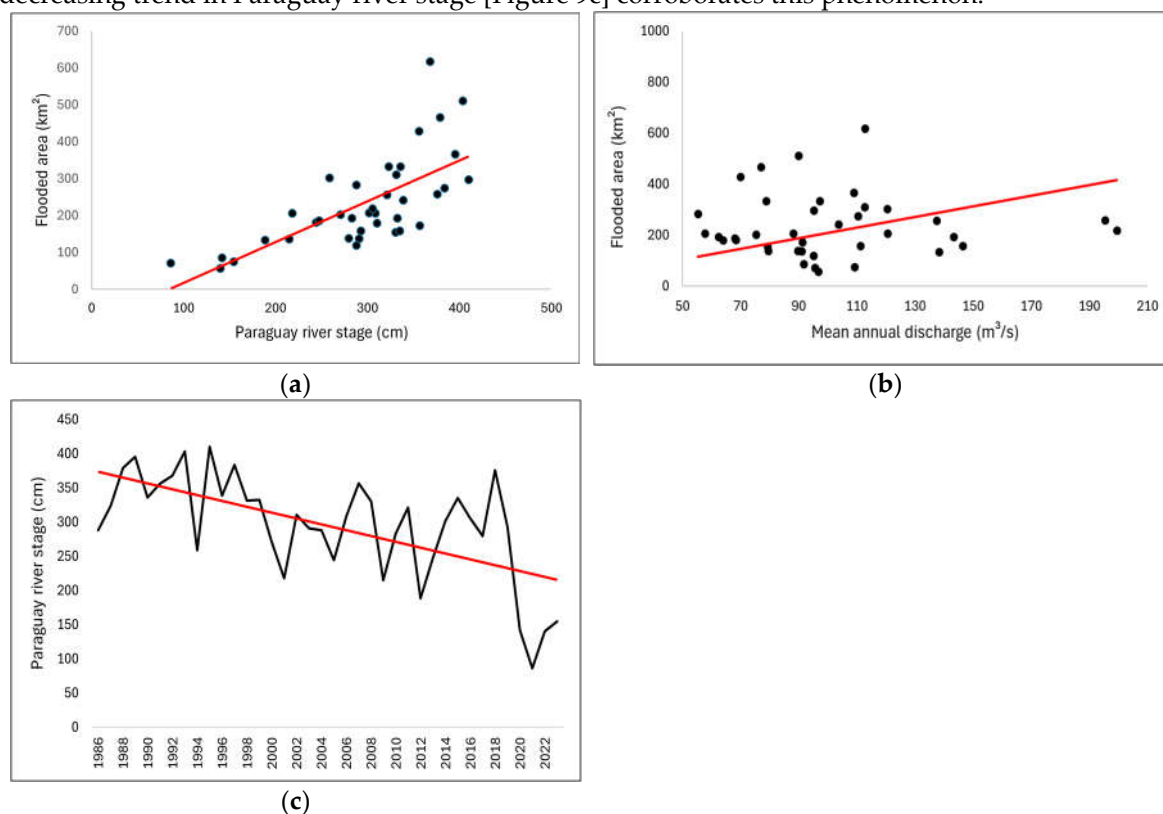 decreasing trend in Paraguay river stage [Figure 9c] corroborates this phenomenon.
700
600
500
400
300
200
100
0
0 100 200 300 400 500
Flooded area (km²)
Paraguay river stage (cm)
(a)
1000
800
600
400
200
0
50 70 90 110 130 150 170 190 210
Flooded area (km²)
Mean annual discharge (m³/s)
(b)
450
400
350
300
250
200
150
100
50
0
Paraguay river stage (cm)
1986 1988 1990 1992 1994 1996 1998 2000 2002 2004 2006 2008 2010 2012 2014 2016 2018 2020 2022
(c)